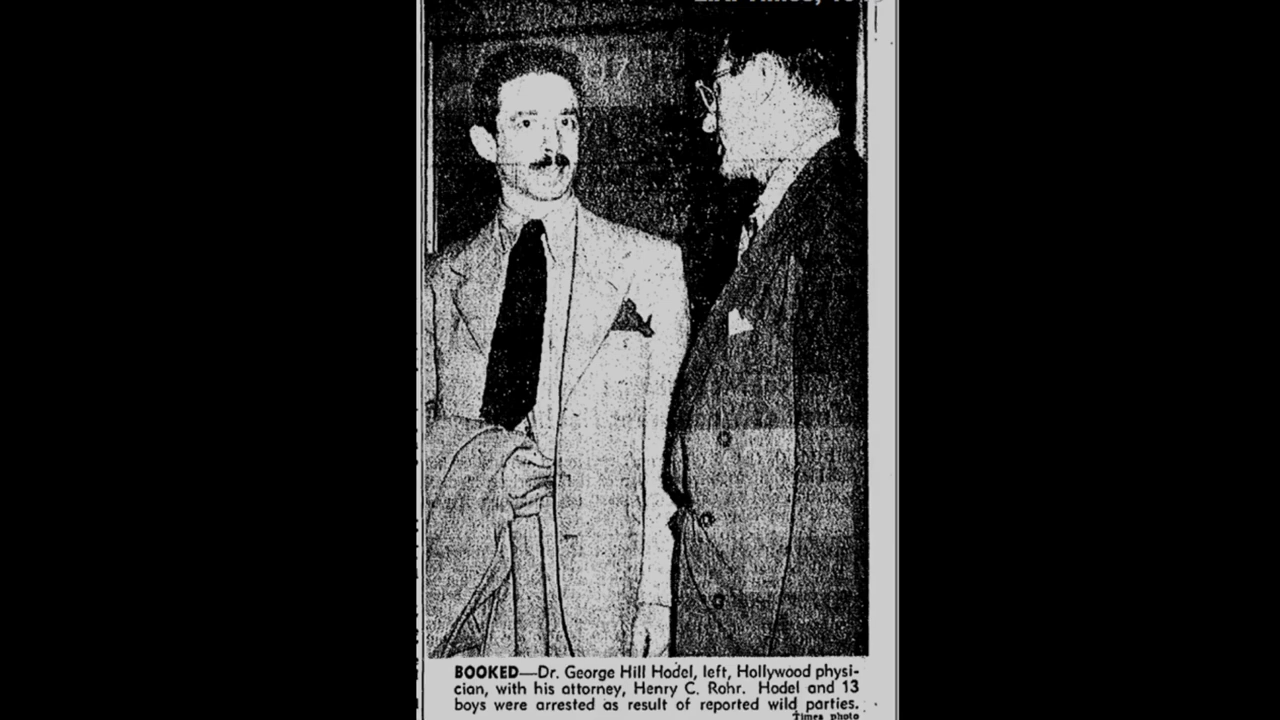 BOOKED—Dr. George Hill Hodel, left, Hollywood physi-
cian, with his attorney, Henry C. Rohr. Hodel and 13
boys were arrested as result of reported wild parties.
Times photo